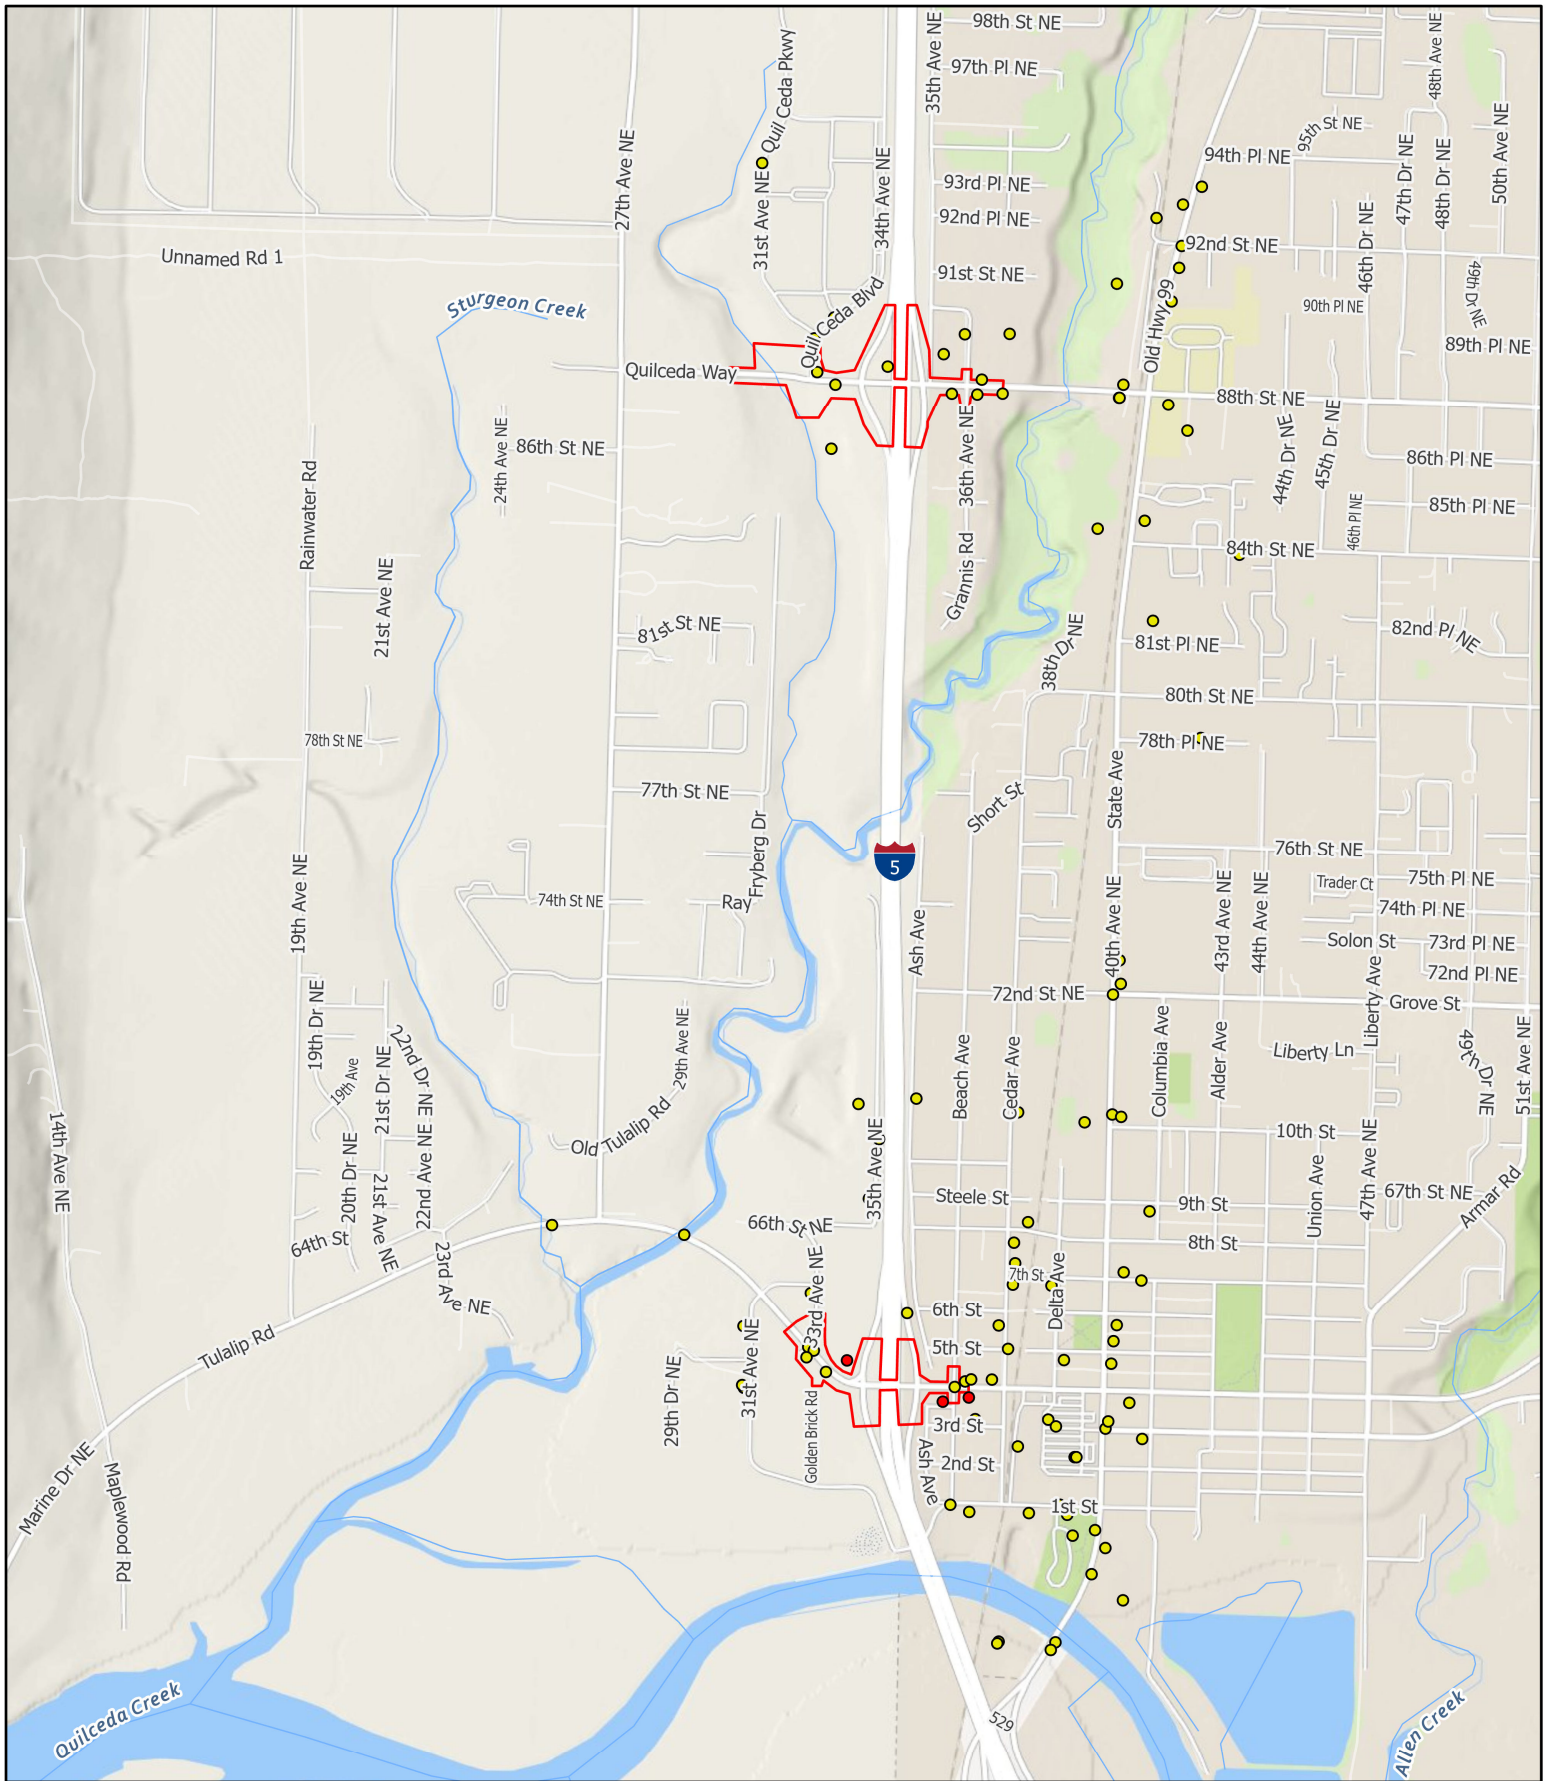 98th St NE
35th Ave NE
48th Ave NE
Quil Ceda Pkwy
97th Pl NE
50th Ave NE
95th St NE
27th Ave NE
34th Ave NE
94th Pl NE
47th Dr NE
48th Dr NE
31st Ave NE
93rd Pl NE
92nd Pl NE
46th Dr NE
92nd St NE
Unnamed Rd 1
91st St NE
49th Dr NE
Sturgeon Creek
Quil Ceda Blvd
Old Hwy 99
90th Pl NE
89th Pl NE
Quilceda Way
88th St NE
24th Ave NE
86th St NE
36th Ave NE
44th Dr NE
45th Dr NE
86th Pl NE
Rainwater Rd
46th Pl NE
85th Pl NE
84th St NE
21st Ave NE
Grannis Rd
81st St NE
38th Dr NE
81st Pl NE
82nd Pl NE
80th St NE
78th St NE
78th Pl NE
77th St NE
Short St
State Ave
Fryberg Dr
Ray
5
76th St NE
19th Ave NE
74th St NE
Ash Ave
40th Ave NE
43rd Ave NE
44th Ave NE
Trader Ct
75th Pl NE
74th Pl NE
Solon St
73rd Pl NE
72nd Pl NE
Liberty Ave
72nd St NE
Grove St
19th Dr NE
22nd Dr NE
29th Ave NE
Beach Ave
Cedar Ave
Columbia Ave
Alder Ave
Liberty Ln
49th Dr NE
51st Ave NE
19th Ave
21st Dr NE
Old Tulalip Rd
14th Ave NE
20th Dr NE
21st Ave NE
22nd Ave NE
35th Ave NE
10th St
Union Ave
47th Ave NE
Steele St
9th St
67th St NE
Armar Rd
66th St NE
64th St
8th St
23rd Ave NE
33rd Ave NE
7th St
Delta Ave
6th St
Tulalip Rd
31st Ave NE
5th St
29th Dr NE
Golden Brick Rd
3rd St
2nd St
Ash Ave
Marine Dr NE
Maplewood Rd
1st St
Quilceda Creek
529
Allen Creek